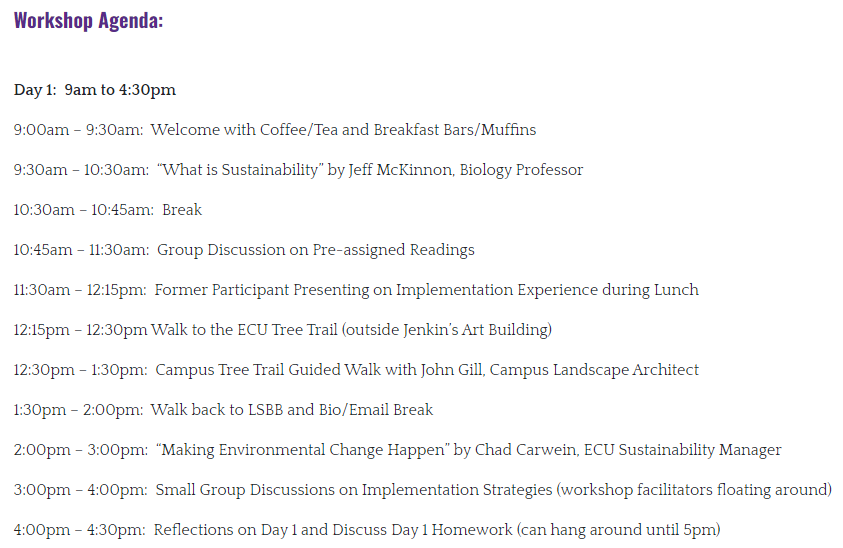 Workshop Agenda:
Day 1:  9am to 4:30pm
9:00am – 9:30am:  Welcome with Coffee/Tea and Breakfast Bars/Muffins
9:30am – 10:30am:  “What is Sustainability” by Jeff McKinnon, Biology Professor
10:30am – 10:45am:  Break
10:45am – 11:30am:  Group Discussion on Pre-assigned Readings
11:30am – 12:15pm:  Former Participant Presenting on Implementation Experience during Lunch
12:15pm – 12:30pm Walk to the ECU Tree Trail (outside Jenkin’s Art Building)
12:30pm – 1:30pm:  Campus Tree Trail Guided Walk with John Gill, Campus Landscape Architect
1:30pm – 2:00pm:  Walk back to LSBB and Bio/Email Break
2:00pm – 3:00pm:  “Making Environmental Change Happen” by Chad Carwein, ECU Sustainability Manager
3:00pm – 4:00pm:  Small Group Discussions on Implementation Strategies (workshop facilitators floating around)
4:00pm – 4:30pm:  Reflections on Day 1 and Discuss Day 1 Homework (can hang around until 5pm)